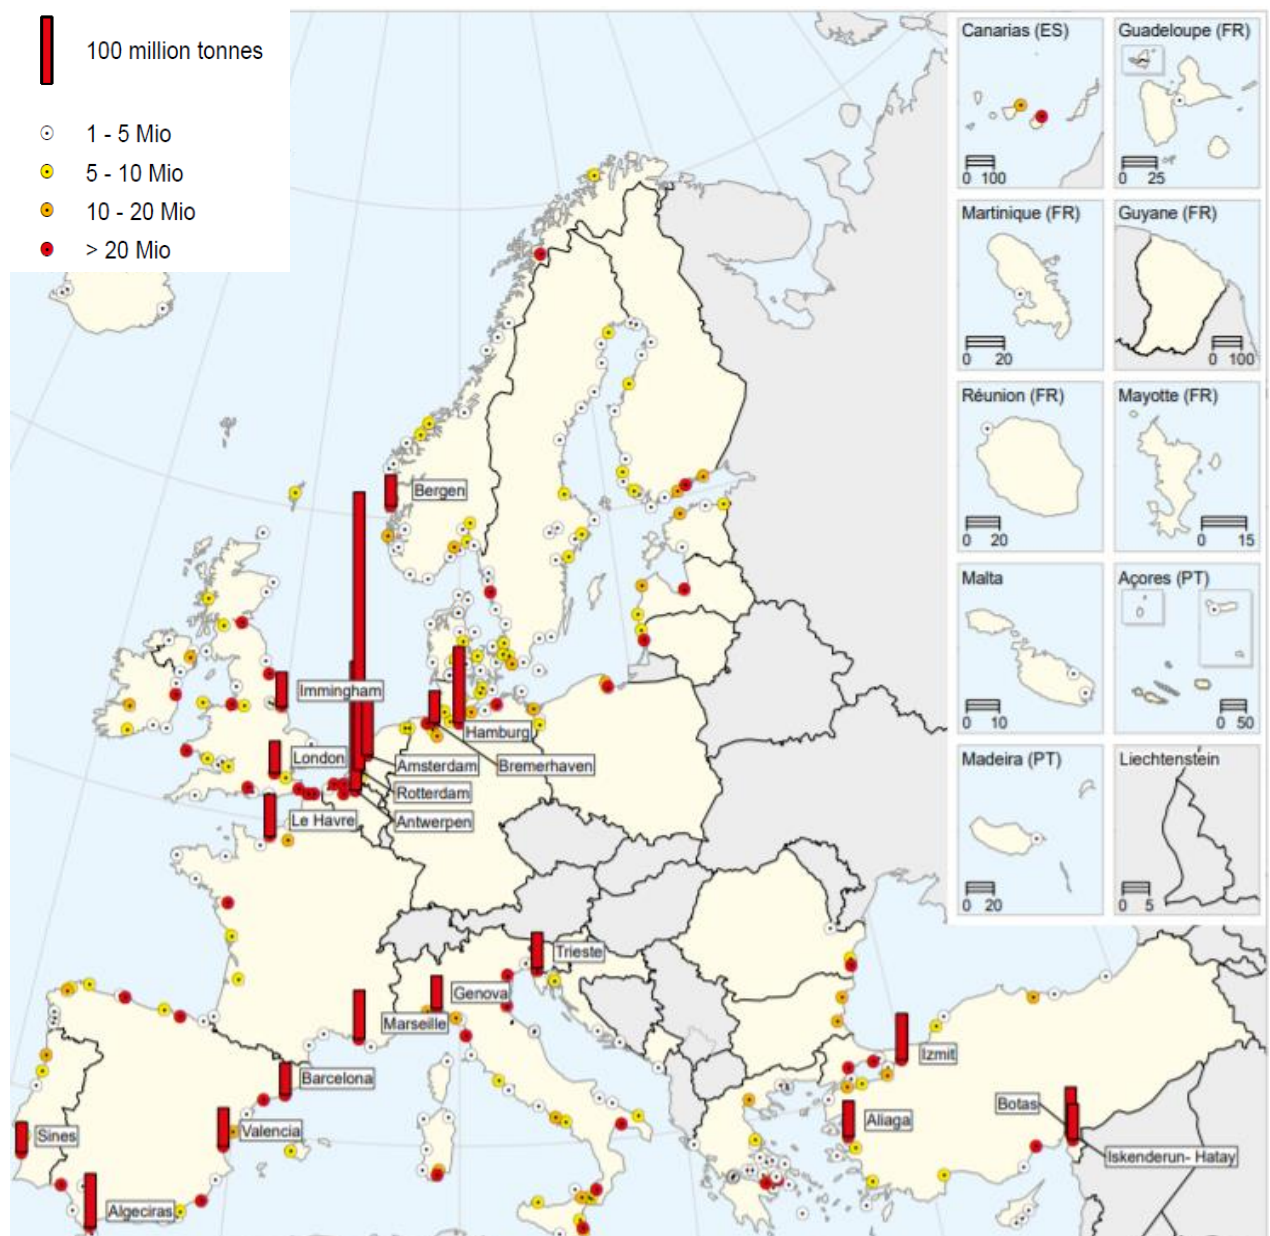 100 million tonnes
1 - 5 Mio
5 - 10 Mio
10 - 20 Mio
> 20 Mio
Canarias (ES)
0 100
Guadeloupe (FR)
0 25
Martinique (FR)
0 20
Guyane (FR)
0 100
Réunion (FR)
0 20
Mayotte (FR)
0 15
Malta
0 10
Açores (PT)
0 50
Madeira (PT)
0 20
Liechtenstein
0 5
Bergen
Immingham
Hamburg
London
Amsterdam
Bremerhaven
Rotterdam
Le Havre
Antwerpen
Trieste
Genova
Marseille
Izmit
Barcelona
Botas
Aliaga
Valencia
Sines
Iskenderun- Hatay
Algeciras